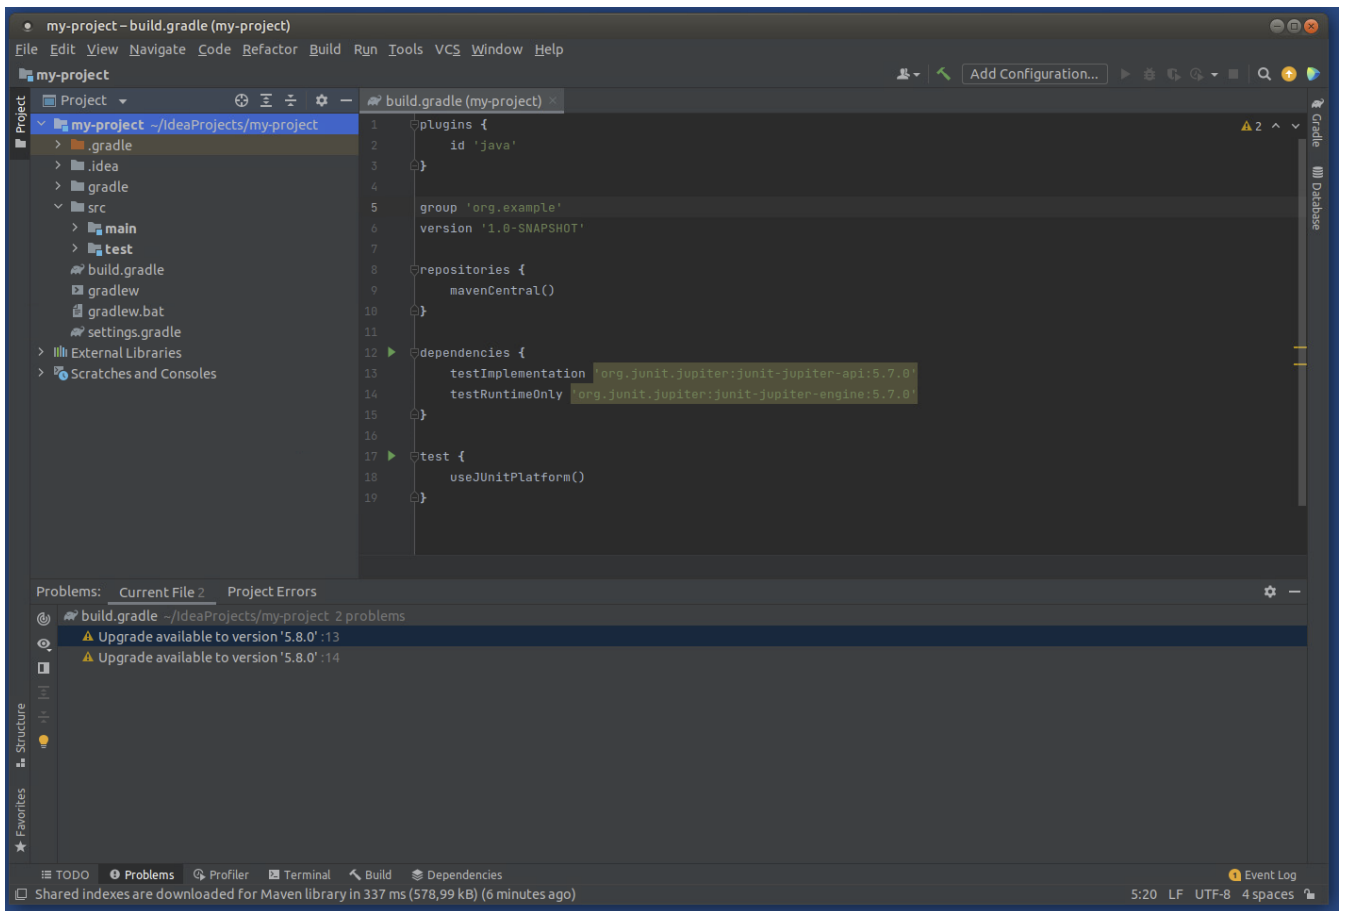 my-project – build.gradle (my-project)
File Edit View Navigate Code Refactor Build Run Tools VCS Window Help
my-project
Add Configuration...
Project
Project
build.gradle (my-project)
my-project ~/IdeaProjects/my-project
.gradle
.idea
gradle
src
main
test
build.gradle
gradlew
gradlew.bat
settings.gradle
External Libraries
Scratches and Consoles
1 plugins {
2 id 'java'
3 }
4
5 group 'org.example'
6 version '1.0-SNAPSHOT'
7
8 repositories {
9 mavenCentral()
10 }
11
12 dependencies {
13 testImplementation 'org.junit.jupiter:junit-jupiter-api:5.7.0'
14 testRuntimeOnly 'org.junit.jupiter:junit-jupiter-engine:5.7.0'
15 }
16
17 test {
18 useJUnitPlatform()
19 }
2
Gradle
Database
Problems: Current File 2 Project Errors
build.gradle ~/IdeaProjects/my-project 2 problems
Upgrade available to version '5.8.0' :13
Upgrade available to version '5.8.0' :14
Structure
Favorites
TODO Problems Profiler Terminal Build Dependencies
1 Event Log
Shared indexes are downloaded for Maven library in 337 ms (578,99 kB) (6 minutes ago)
5:20 LF UTF-8 4 spaces